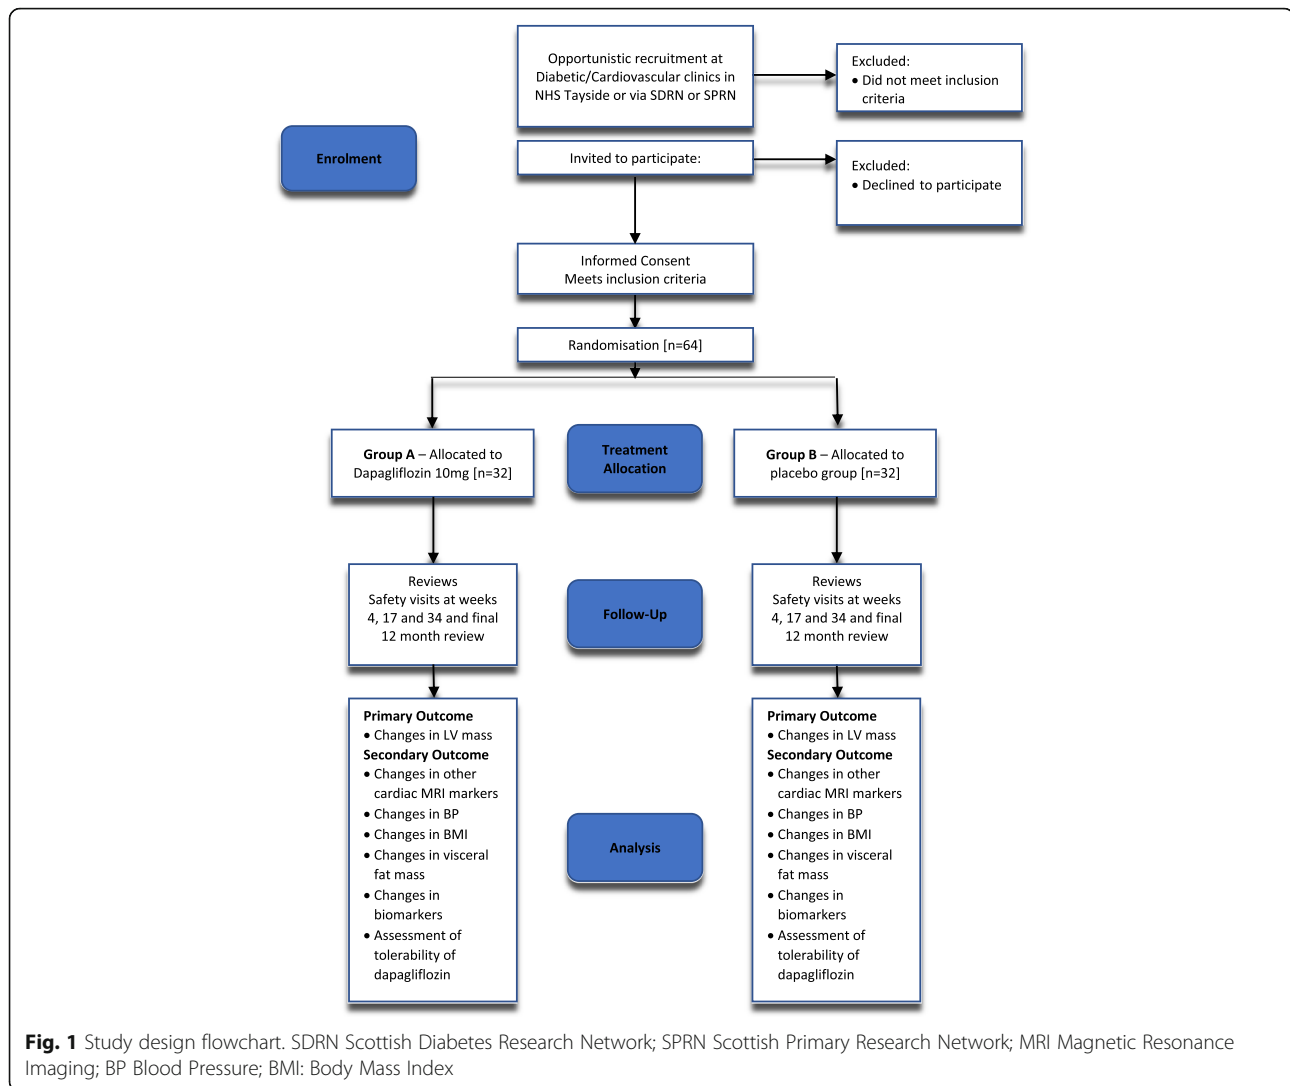 Opportunistic recruitment at
Diabetic/Cardiovascular clinics in
NHS Tayside or via SDRN or SPRN
Excluded:
• Did not meet inclusion
criteria
Enrolment
Invited to participate:
Excluded:
• Declined to participate
Informed Consent
Meets inclusion criteria
Randomisation [n=64]
Group A – Allocated to
Dapagliflozin 10mg [n=32]
Treatment
Allocation
Group B – Allocated to
placebo group [n=32]
Reviews
Safety visits at weeks
4, 17 and 34 and final
12 month review
Follow-Up
Reviews
Safety visits at weeks
4, 17 and 34 and final
12 month review
Primary Outcome
• Changes in LV mass
Secondary Outcome
• Changes in other
cardiac MRI markers
• Changes in BP
• Changes in BMI
• Changes in visceral
fat mass
• Changes in
biomarkers
• Assessment of
tolerability of
dapagliflozin
Analysis
Primary Outcome
• Changes in LV mass
Secondary Outcome
• Changes in other
cardiac MRI markers
• Changes in BP
• Changes in BMI
• Changes in visceral
fat mass
• Changes in
biomarkers
• Assessment of
tolerability of
dapagliflozin
Fig. 1 Study design flowchart. SDRN Scottish Diabetes Research Network; SPRN Scottish Primary Research Network; MRI Magnetic Resonance
Imaging; BP Blood Pressure; BMI: Body Mass Index